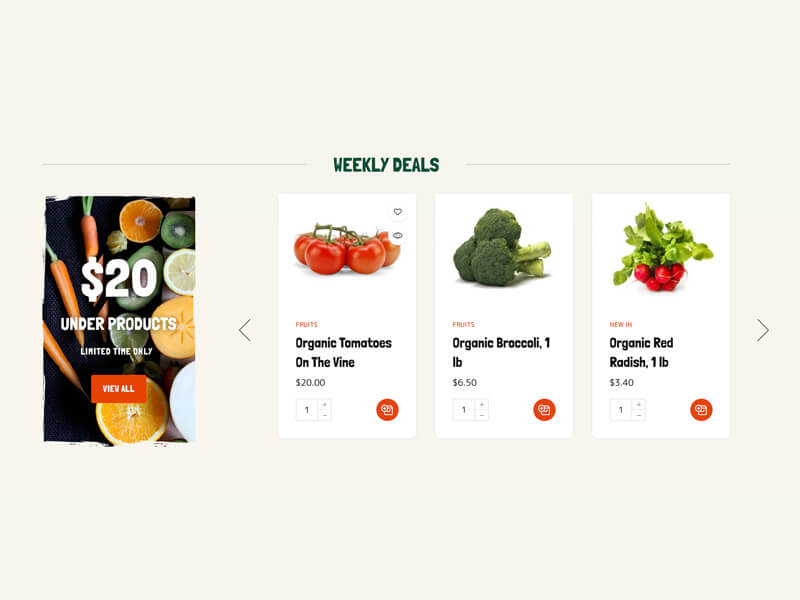 WEEKLY DEALS
$20
UNDER PRODUCTS
LIMITED TIME ONLY
VIEW ALL
FRUITS
Organic Tomatoes
On The Vine
$20.00
1 + −
FRUITS
Organic Broccoli, 1
lb
$6.50
1 + −
NEW IN
Organic Red
Radish, 1 lb
$3.40
1 + −